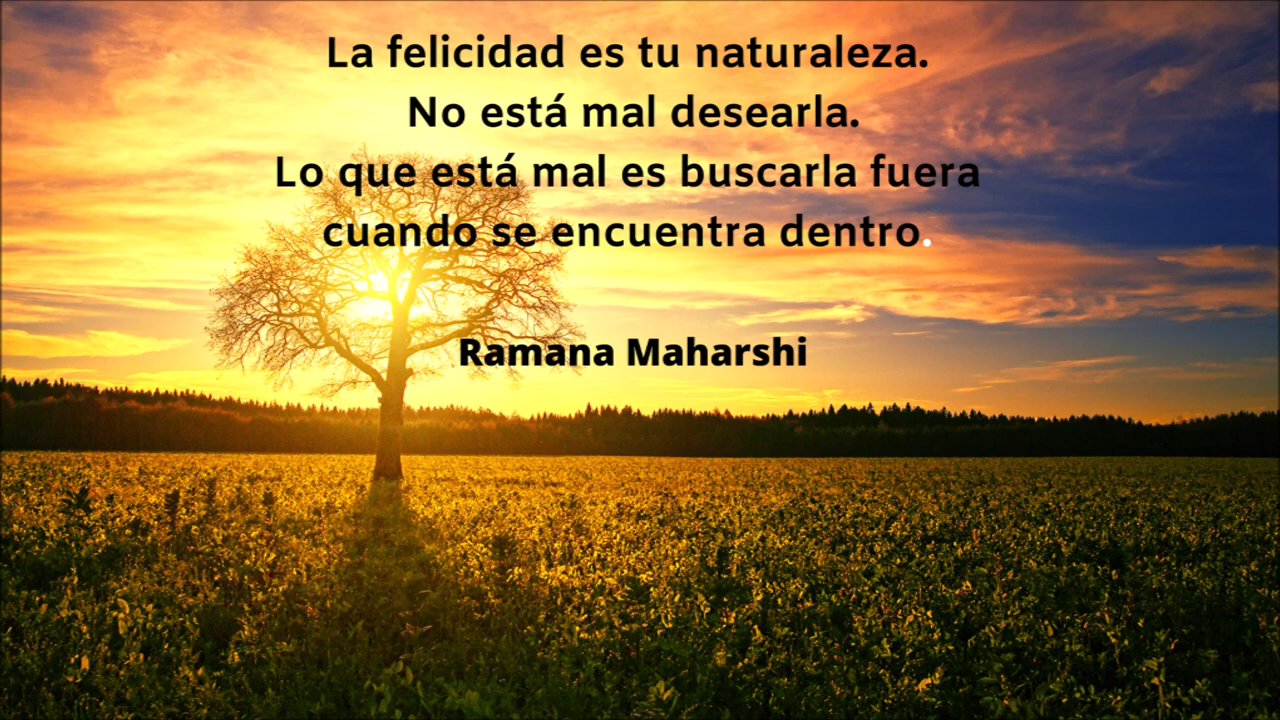 La felicidad es tu naturaleza.
No está mal desearla.
Lo que está mal es buscarla fuera
cuando se encuentra dentro.
Ramana Maharshi